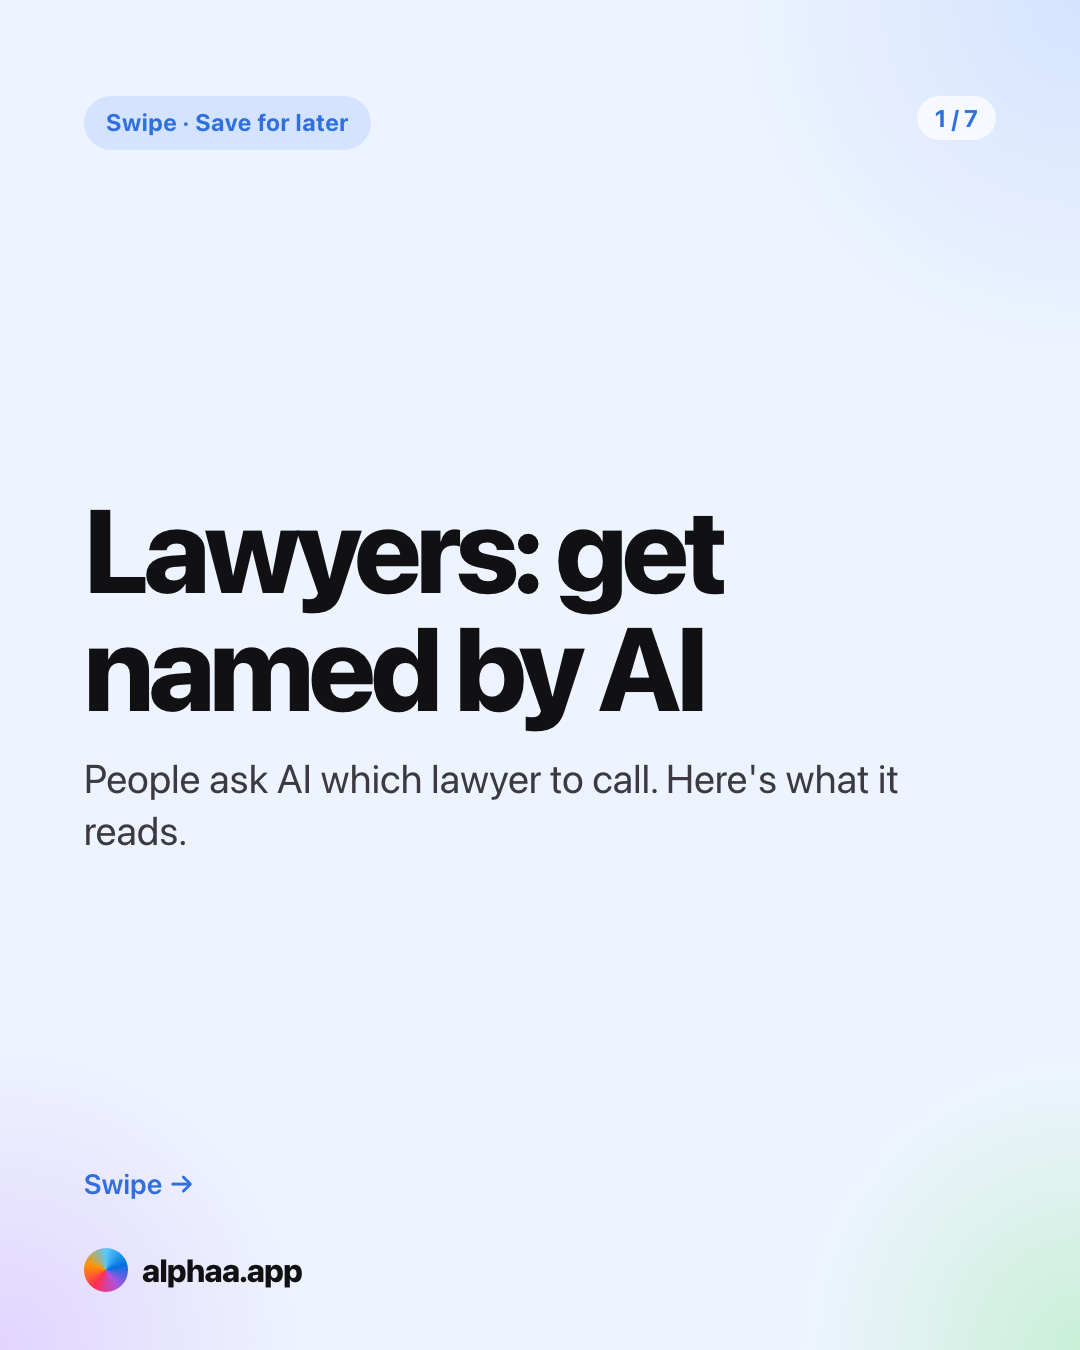 Swipe · Save for later
1 / 7
Lawyers: get
named by AI
People ask AI which lawyer to call. Here's what it
reads.
Swipe →
alphaa.app